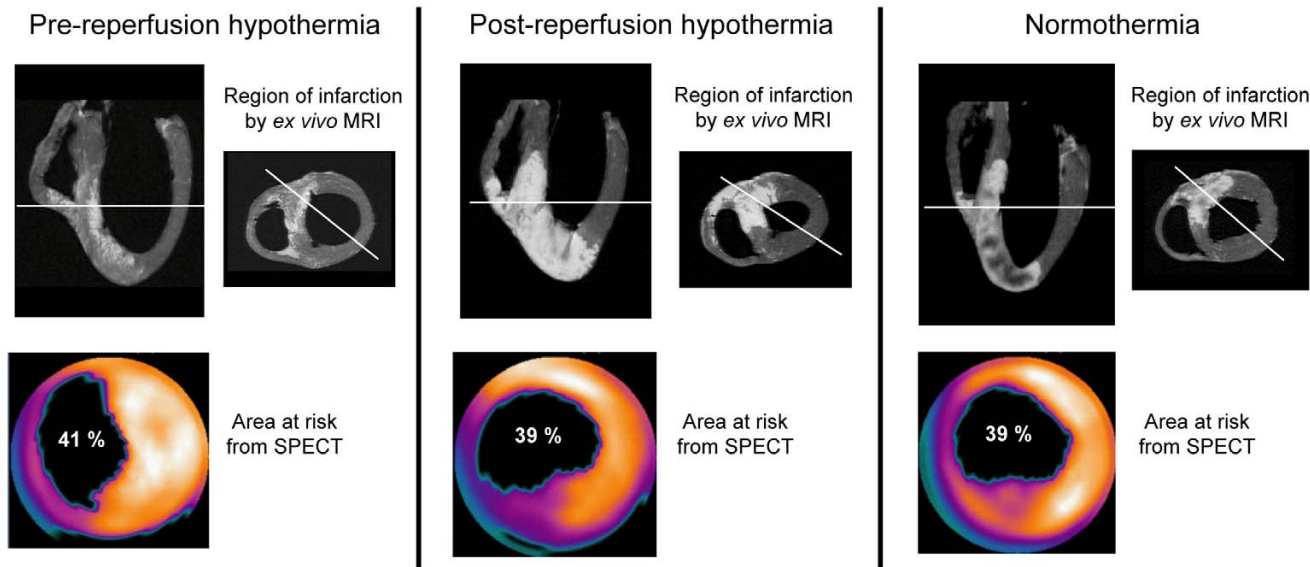 Pre-reperfusion hypothermia
Region of infarction
by ex vivo MRI
41 %
Area at risk
from SPECT
Post-reperfusion hypothermia
Region of infarction
by ex vivo MRI
39 %
Area at risk
from SPECT
Normothermia
Region of infarction
by ex vivo MRI
39 %
Area at risk
from SPECT